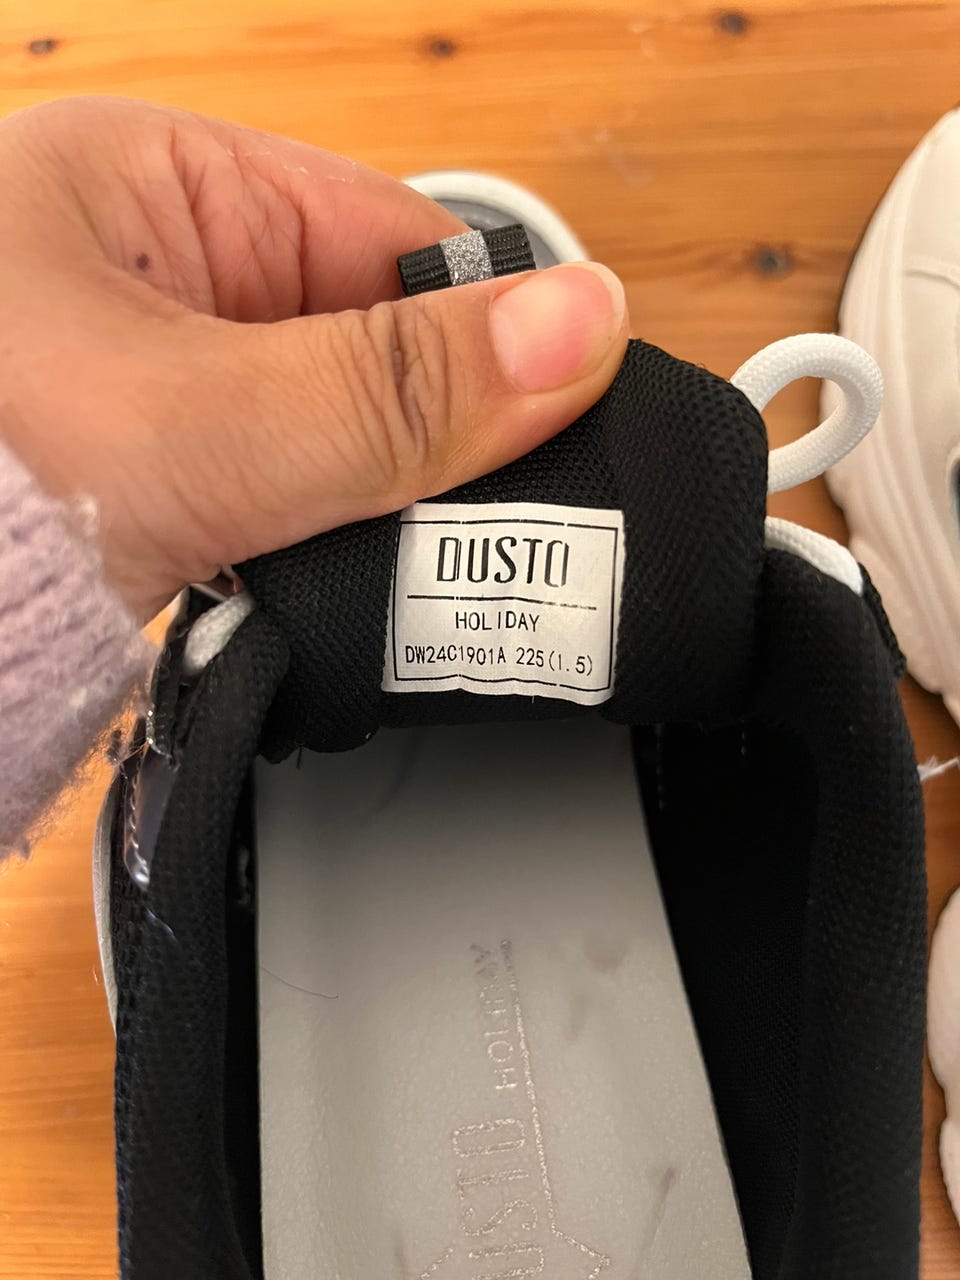 DUSTO
HOLIDAY
DW24C1901A 225(1.5)
HOLIDAY
DUSTO